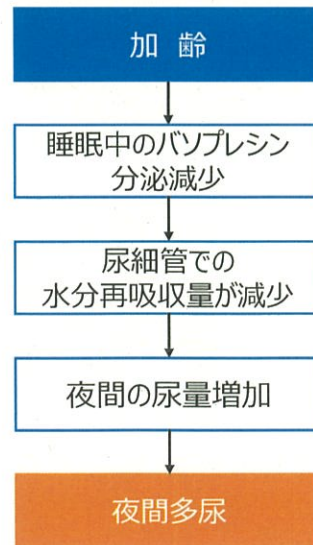 加 齢
睡眠中のバソプレシン
分泌減少
尿細管での
水分再吸収量が減少
夜間の尿量増加
夜間多尿